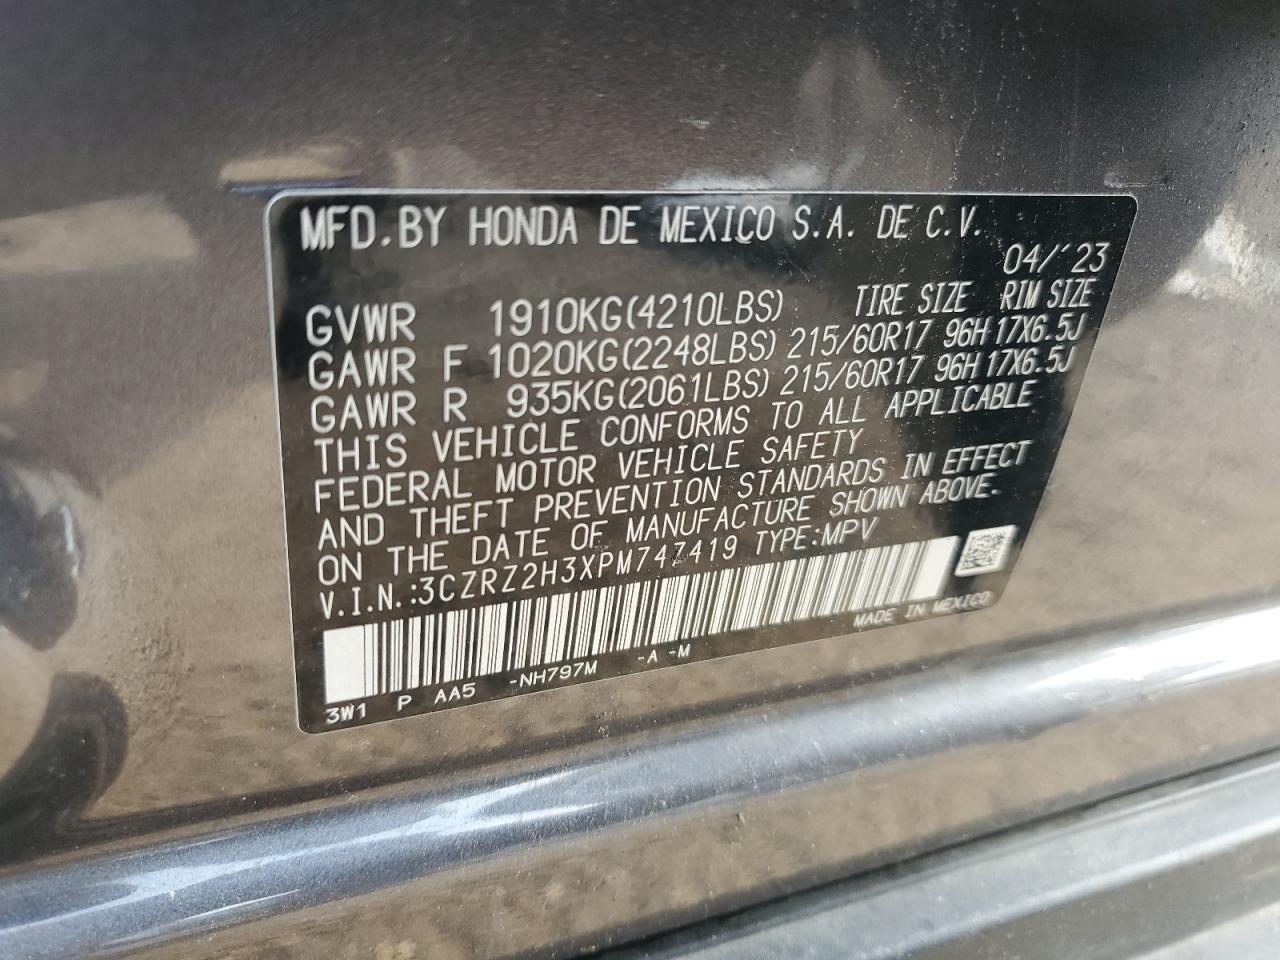 MFD.BY HONDA DE MEXICO S.A. DE C.V.
04/'23
GVWR 1910KG(4210LBS) TIRE SIZE RIM SIZE
GAWR F 1020KG(2248LBS) 215/60R17 96H 17X6.5J
GAWR R 935KG(2061LBS) 215/60R17 96H 17X6.5J
THIS VEHICLE CONFORMS TO ALL APPLICABLE
FEDERAL MOTOR VEHICLE SAFETY
AND THEFT PREVENTION STANDARDS IN EFFECT
ON THE DATE OF MANUFACTURE SHOWN ABOVE.
V.I.N.:3CZRZ2H3XPM747419 TYPE:MPV
MADE IN MEXICO
3W1 P AA5 -NH797M -A -M